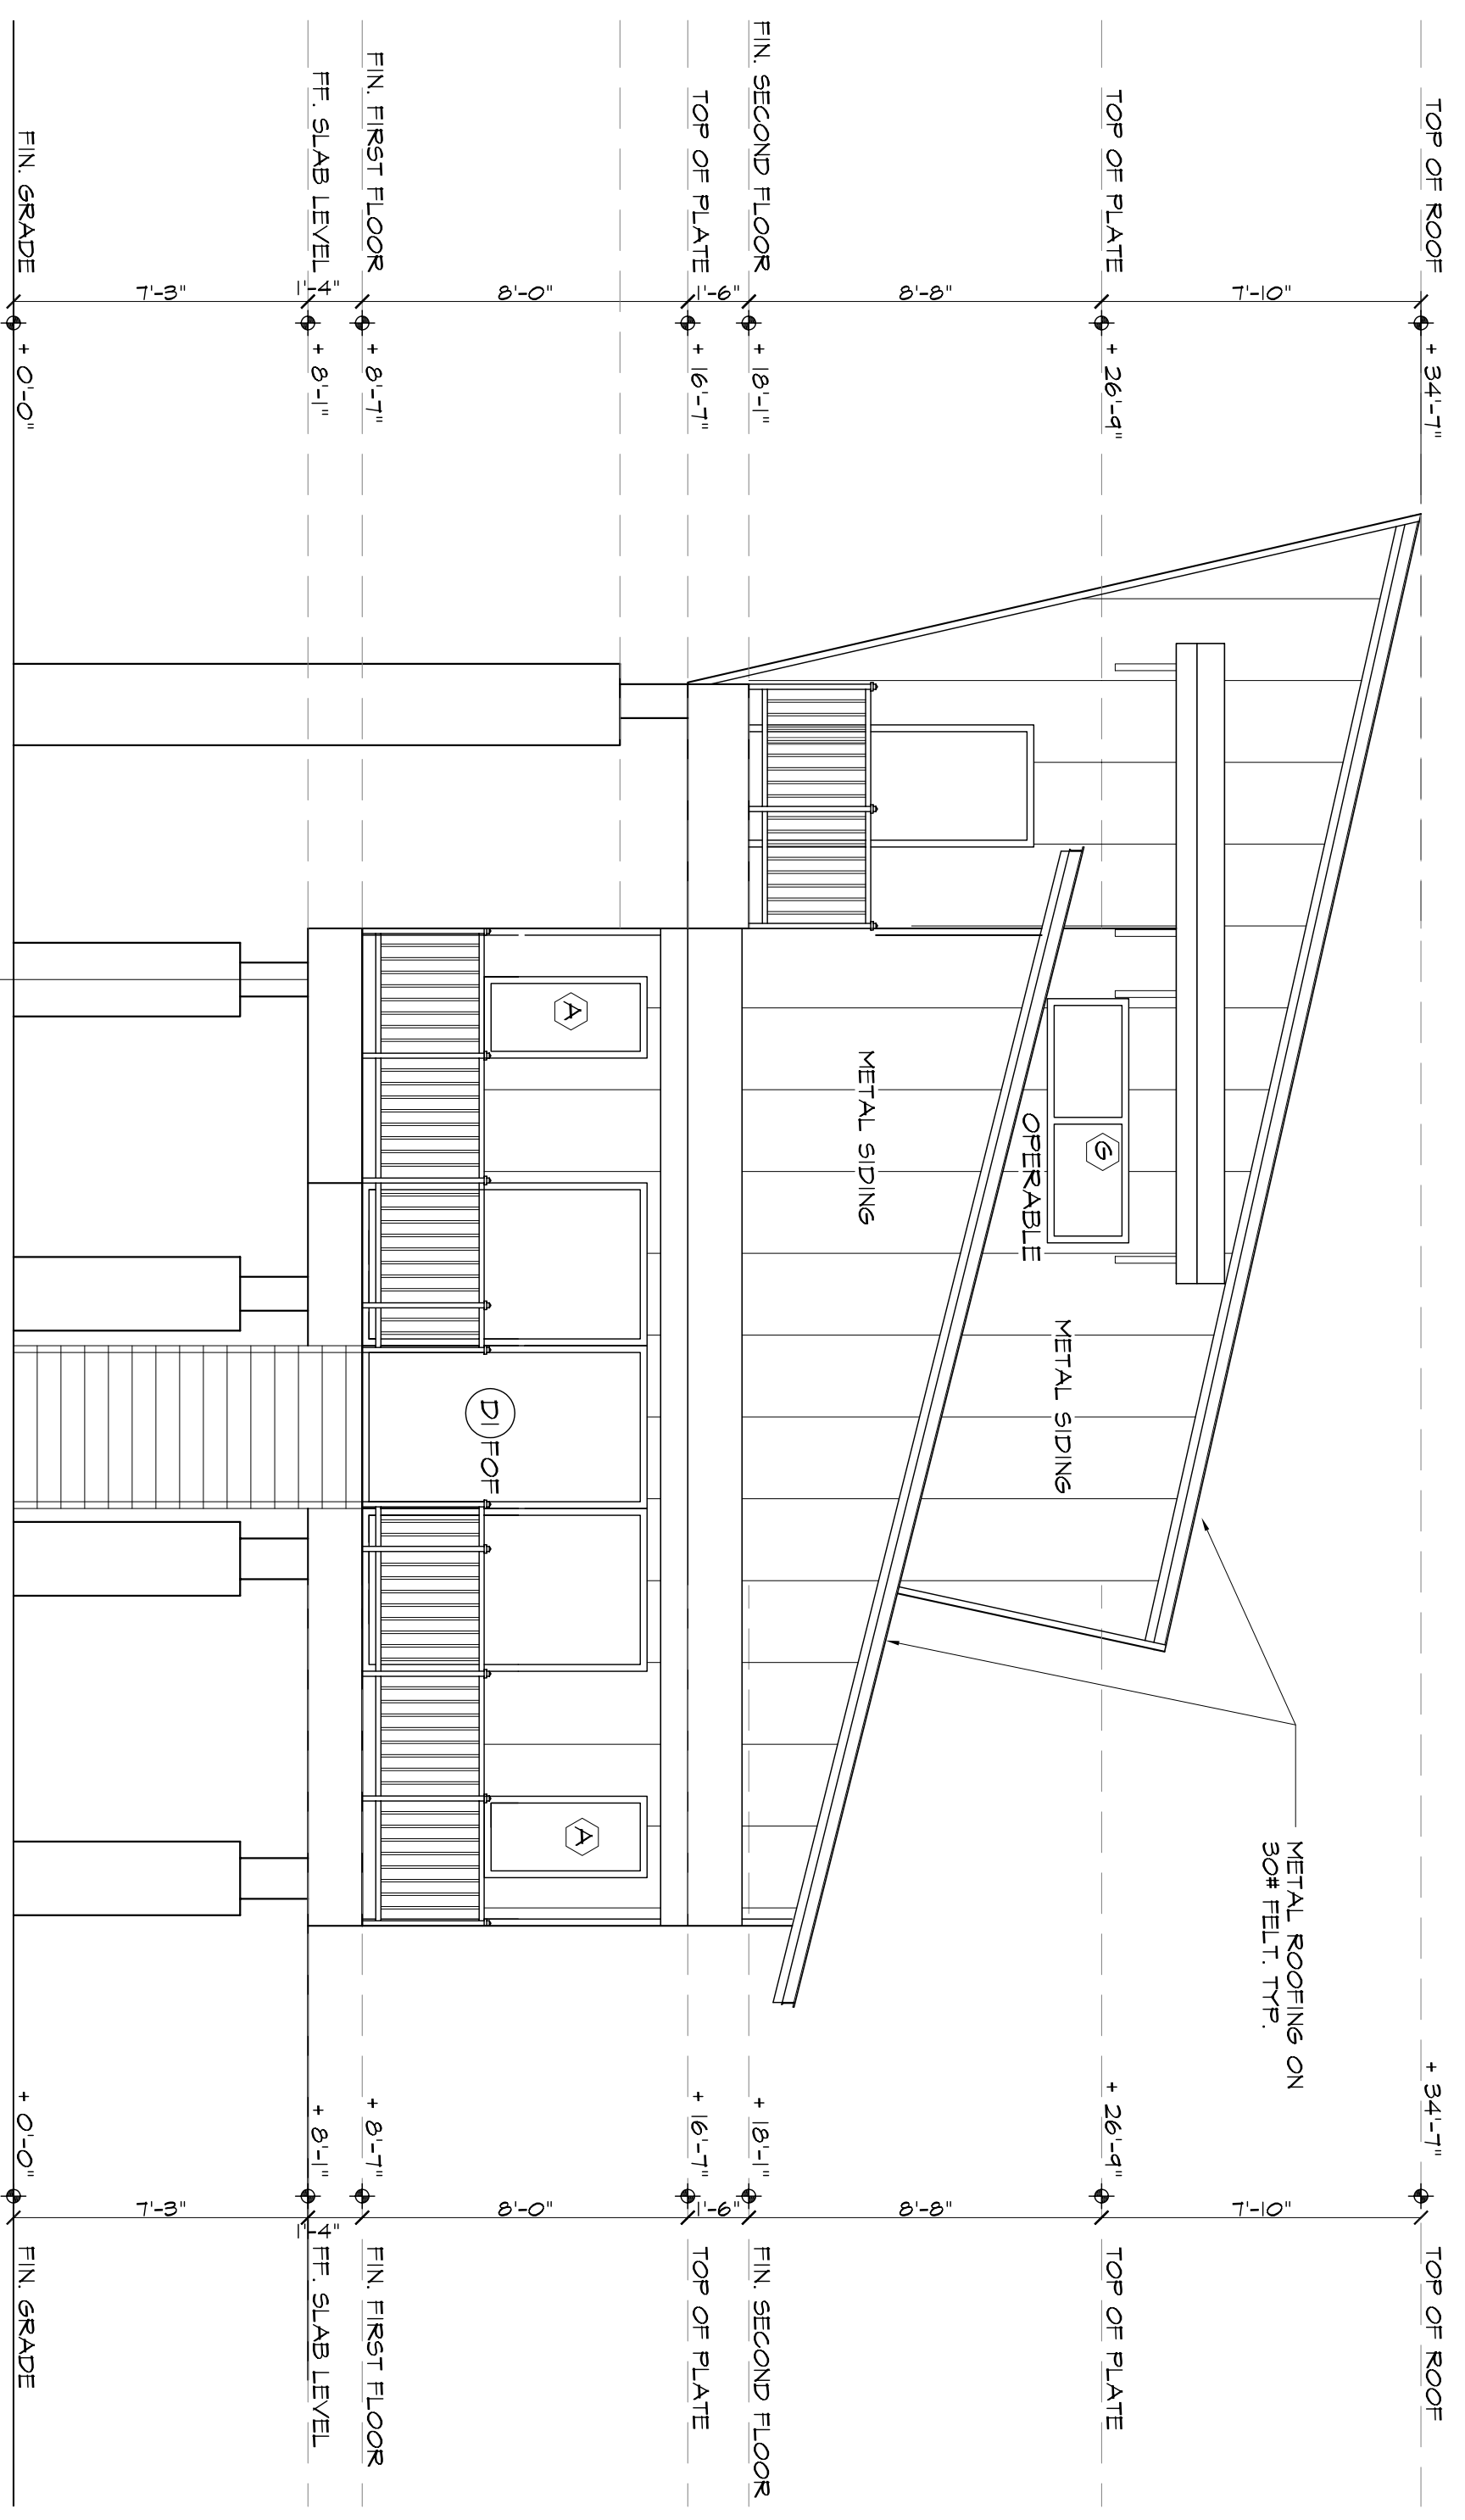 TOP OF ROOF
+ 34'-7"
7'-10"
TOP OF PLATE
+ 26'-9"
8'-8"
FIN. SECOND FLOOR
+ 18'-1"
1'-6"
TOP OF PLATE
+ 16'-7"
8'-0"
FIN. FIRST FLOOR
+ 8'-7"
1'-4"
FF. SLAB LEVEL
+ 8'-1"
7'-3"
FIN. GRADE
+ 0'-0"
METAL SIDING
OPERABLE
G
METAL SIDING
A
D1 FOF
A
METAL ROOFING ON
30# FELT. TYP.
+ 34'-7"
TOP OF ROOF
7'-10"
+ 26'-9"
TOP OF PLATE
8'-8"
+ 18'-1"
FIN. SECOND FLOOR
1'-6"
+ 16'-7"
TOP OF PLATE
8'-0"
+ 8'-7"
FIN. FIRST FLOOR
1'-4"
+ 8'-1"
FF. SLAB LEVEL
7'-3"
+ 0'-0"
FIN. GRADE